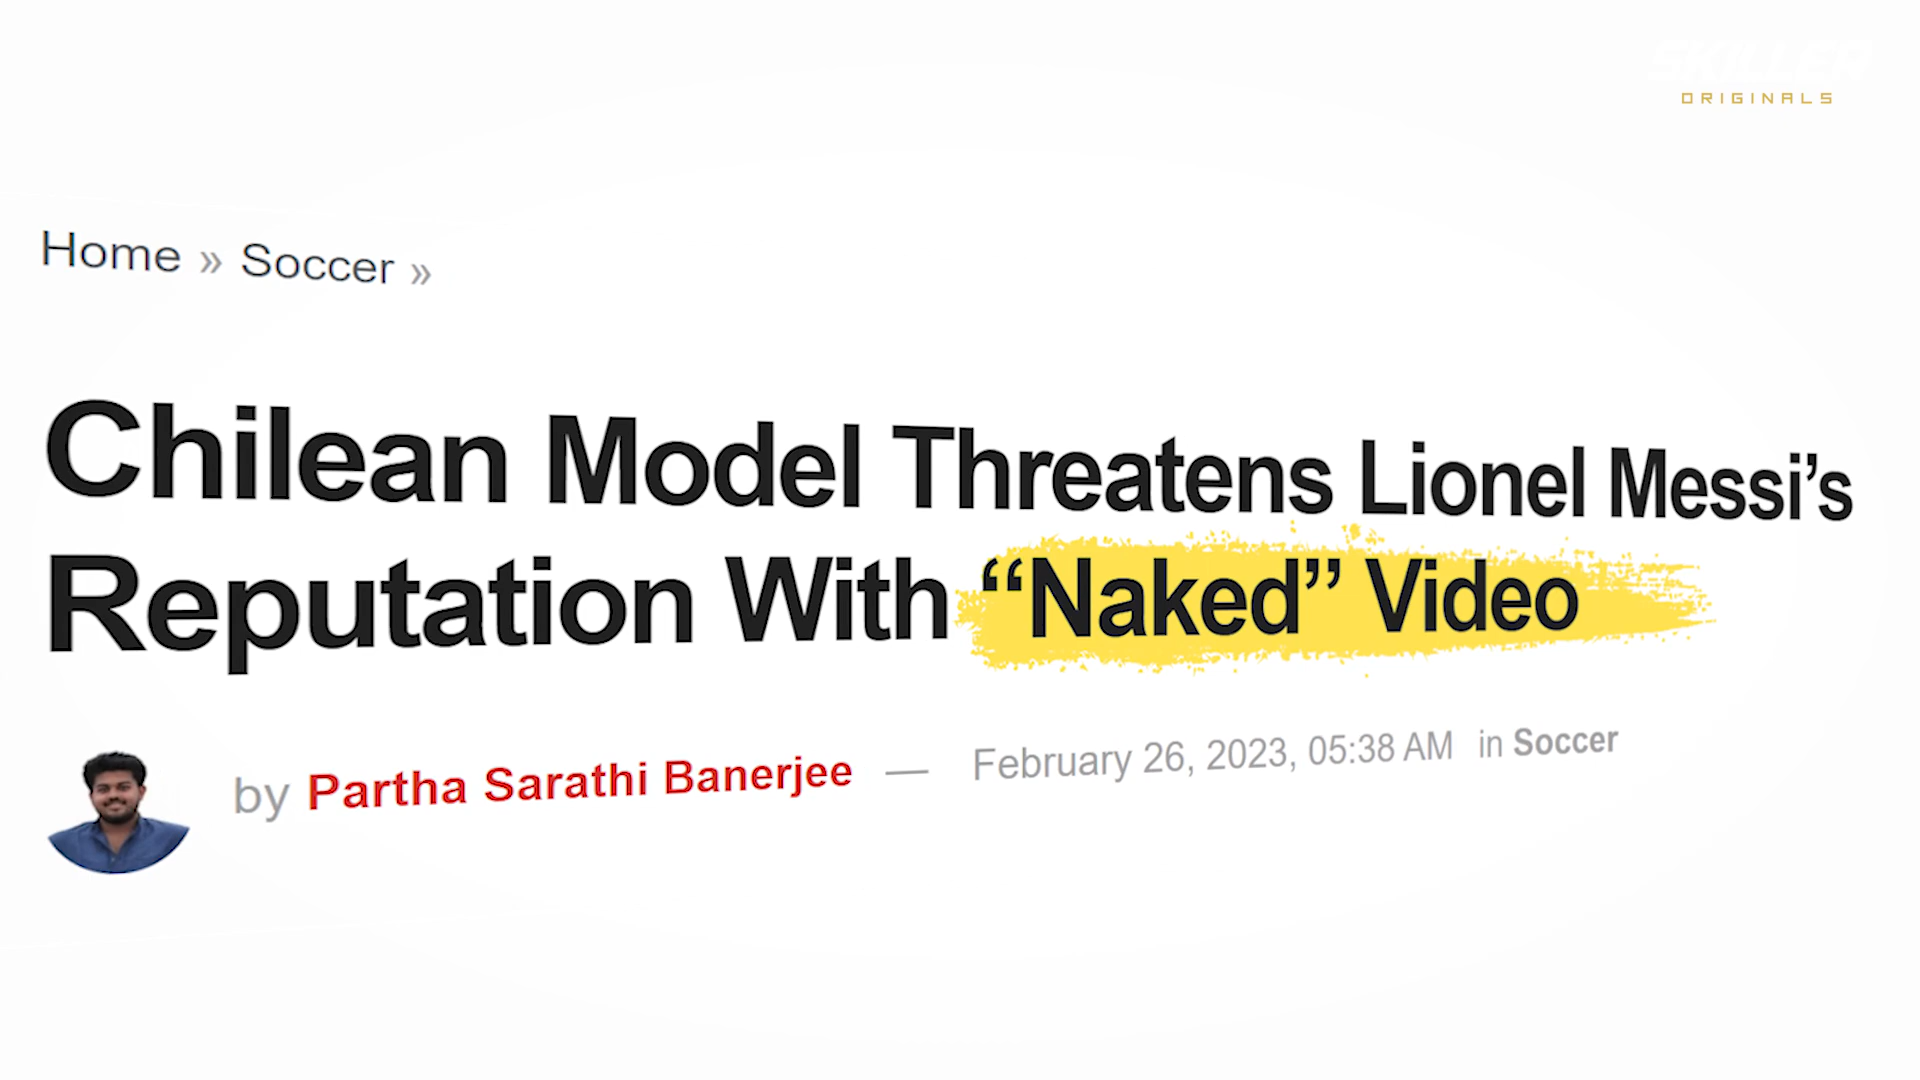 SKILLER
ORIGINALS
Home » Soccer »
Chilean Model Threatens Lionel Messi’s
Reputation With “Naked” Video
by Partha Sarathi Banerjee — February 26, 2023, 05:38 AM in Soccer